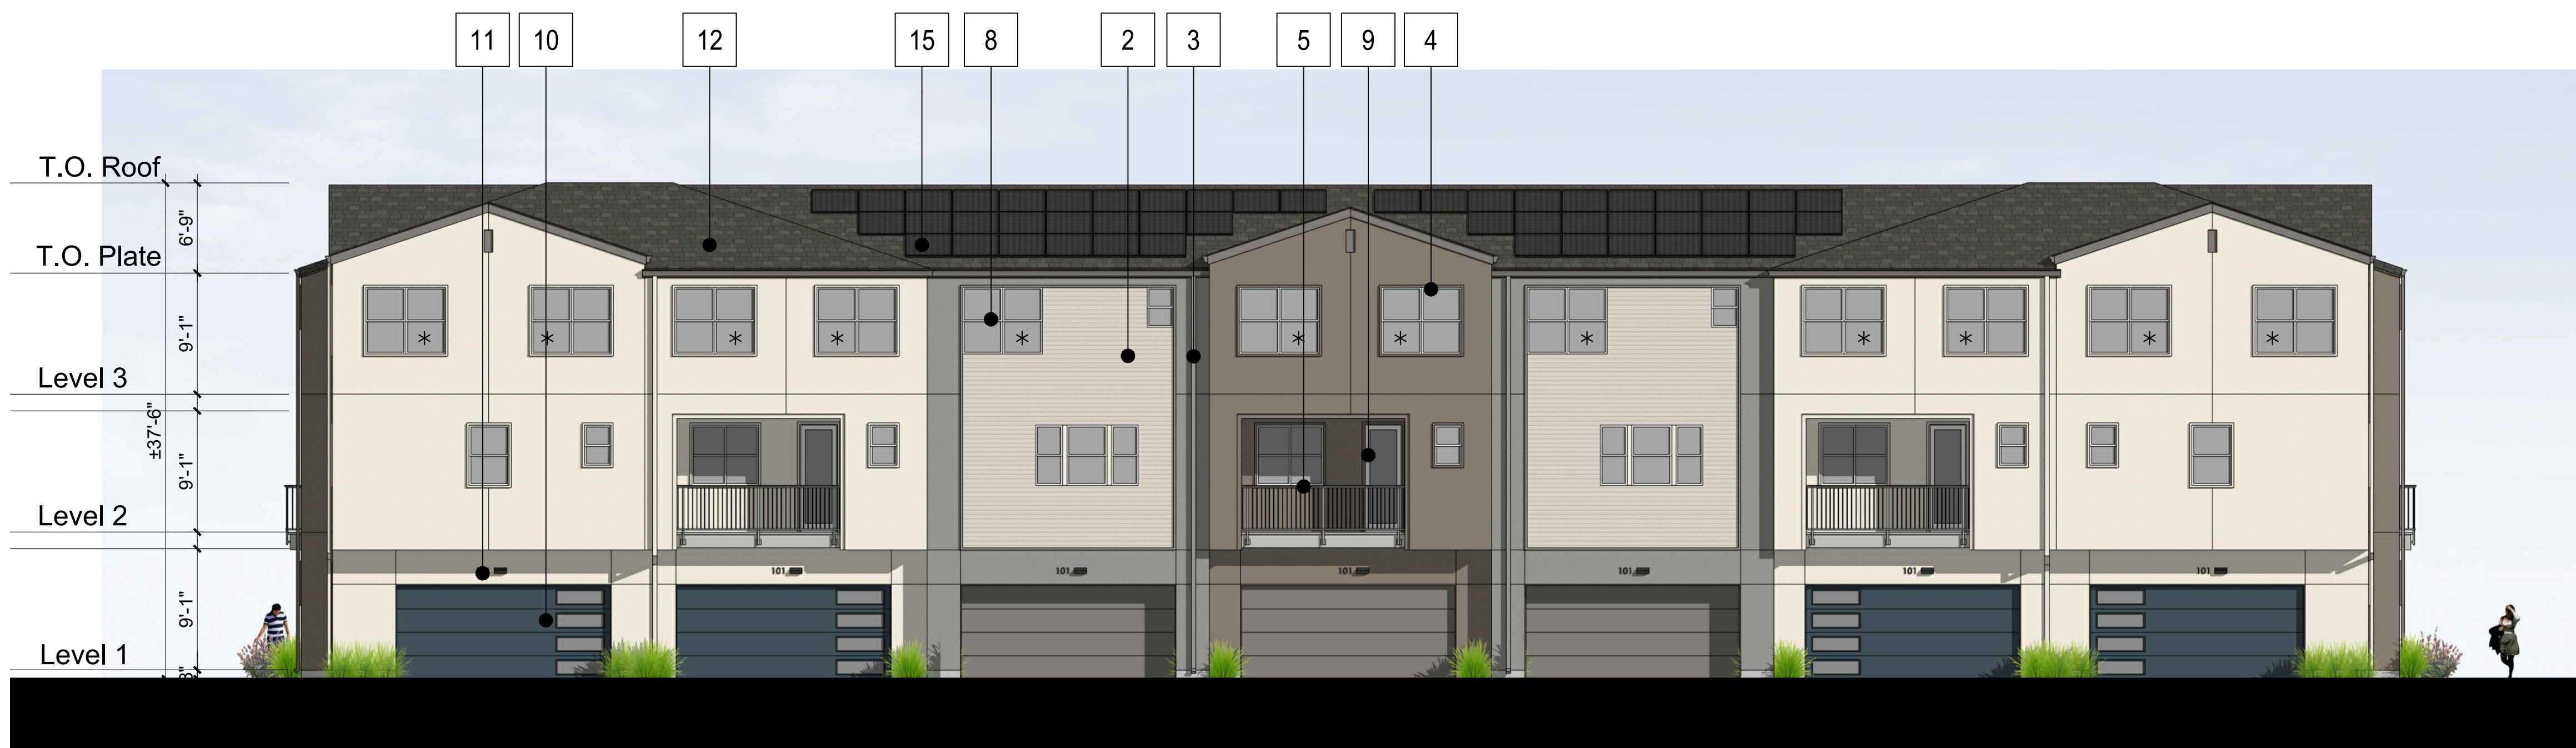 11 10 12 15 8 2 3 5 9 4
T.O. Roof
6'-9"
T.O. Plate
9'-1"
* * * * * * * * * * * * *
Level 3
±37'-6"
9'-1"
Level 2
101 101 101 101 101 101
9'-1"
Level 1